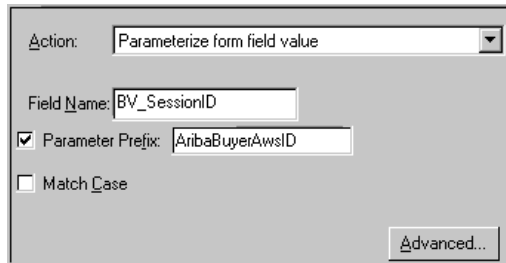 Action: Parameterize form field value
Field Name: BV_SessionID
Parameter Prefix: AribaBuyerAwsID
Match Case
Advanced...